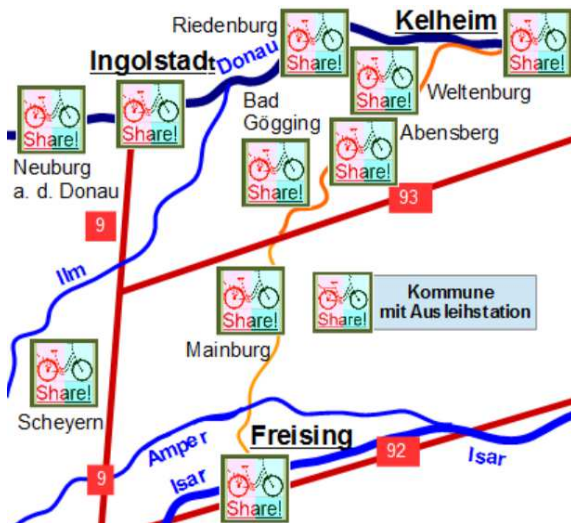 Riedenburg
Kelheim
Share!
Share!
Ingolstadt
Donau
Share!
Weltenburg
Share!
Share!
Bad
Gögging
Share!
Abensberg
Share!
Neuburg
a. d. Donau
9
93
Ilm
Share!
Share!
Kommune
mit Ausleihstation
Mainburg
Share!
Scheyern
Amper
Freising
92
Isar
9
Isar
Share!